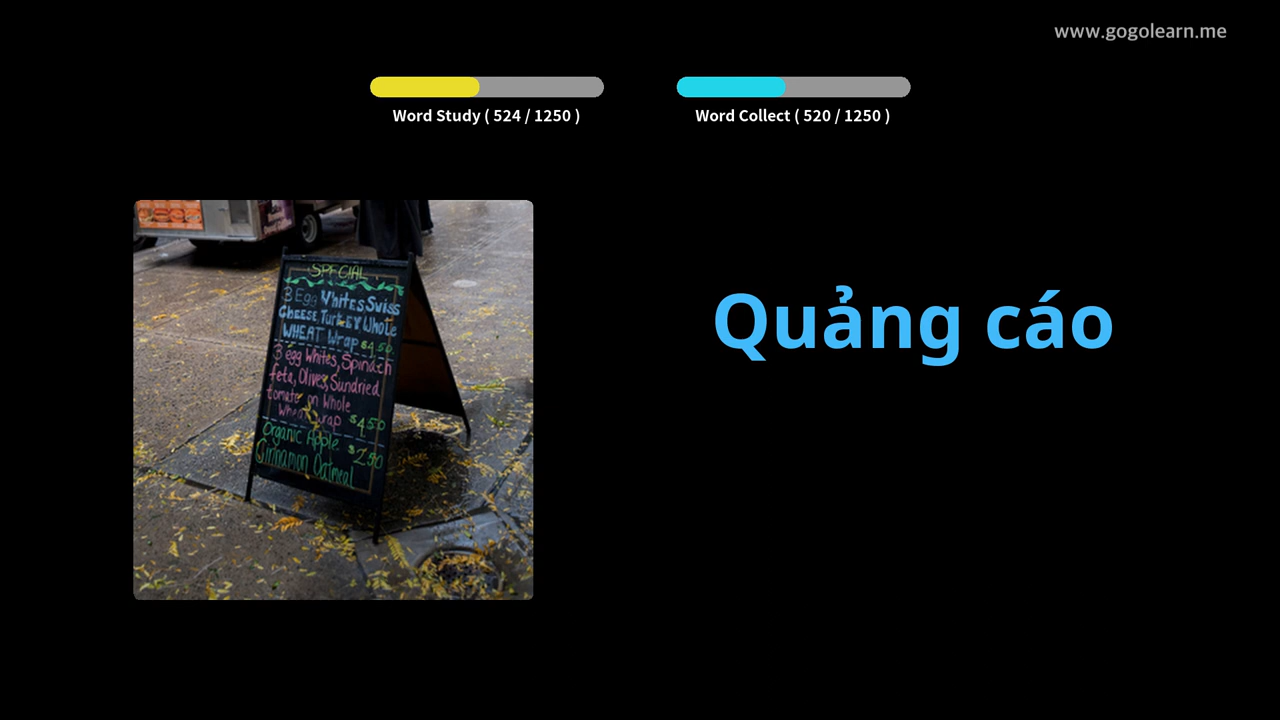 www.gogolearn.me
Word Study ( 524 / 1250 )
Word Collect ( 520 / 1250 )
SPECIAL
3 Egg Whites, Swiss
Cheese, Turkey Whole
WHEAT Wrap $4.50
3 egg Whites, Spinach
feta, Olives, Sundried
tomato on Whole
Wheat Wrap $4.50
Organic Apple
Cinnamon Oatmeal $2.50
Quảng cáo